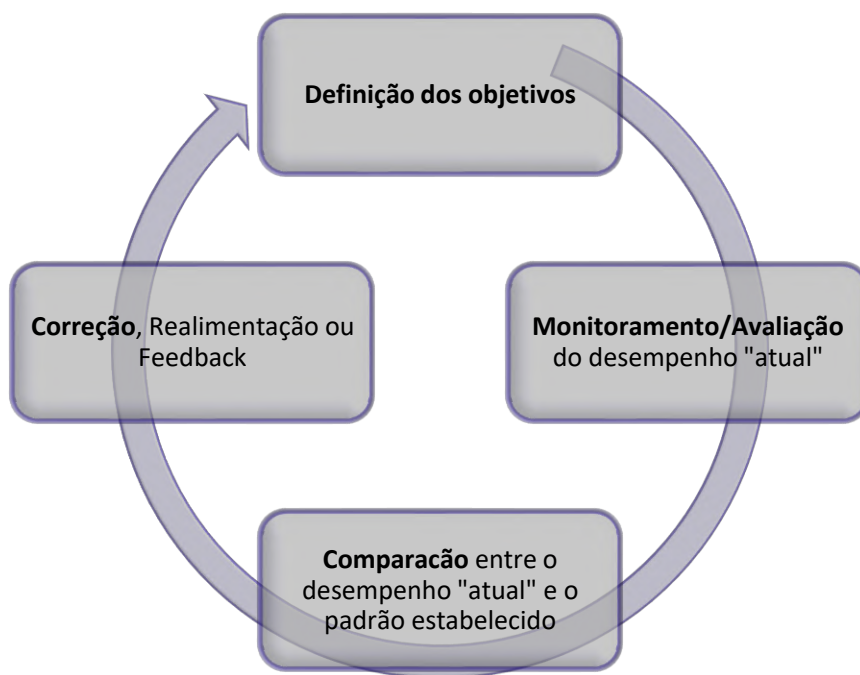 Definição dos objetivos
Monitoramento/Avaliação
do desempenho "atual"
Comparacão entre o
desempenho "atual" e o
padrão estabelecido
Correção, Realimentação ou
Feedback